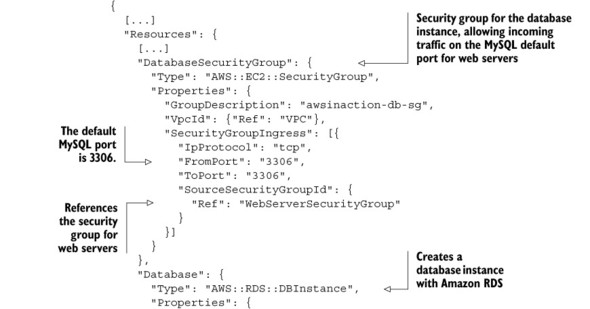 {
[...]
"Resources": {
[...]
"DatabaseSecurityGroup": {
"Type": "AWS::EC2::SecurityGroup",
"Properties": {
"GroupDescription": "awsinaction-db-sg",
"VpcId": {"Ref": "VPC"},
"SecurityGroupIngress": [{
"IpProtocol": "tcp",
"FromPort": "3306",
"ToPort": "3306",
"SourceSecurityGroupId": {
"Ref": "WebServerSecurityGroup"
}
}]
}
},
"Database": {
"Type": "AWS::RDS::DBInstance",
"Properties": {
Security group for the database
instance, allowing incoming
traffic on the MySQL default
port for web servers
The default
MySQL port
is 3306.
References
the security
group for
web servers
Creates a
database instance
with Amazon RDS